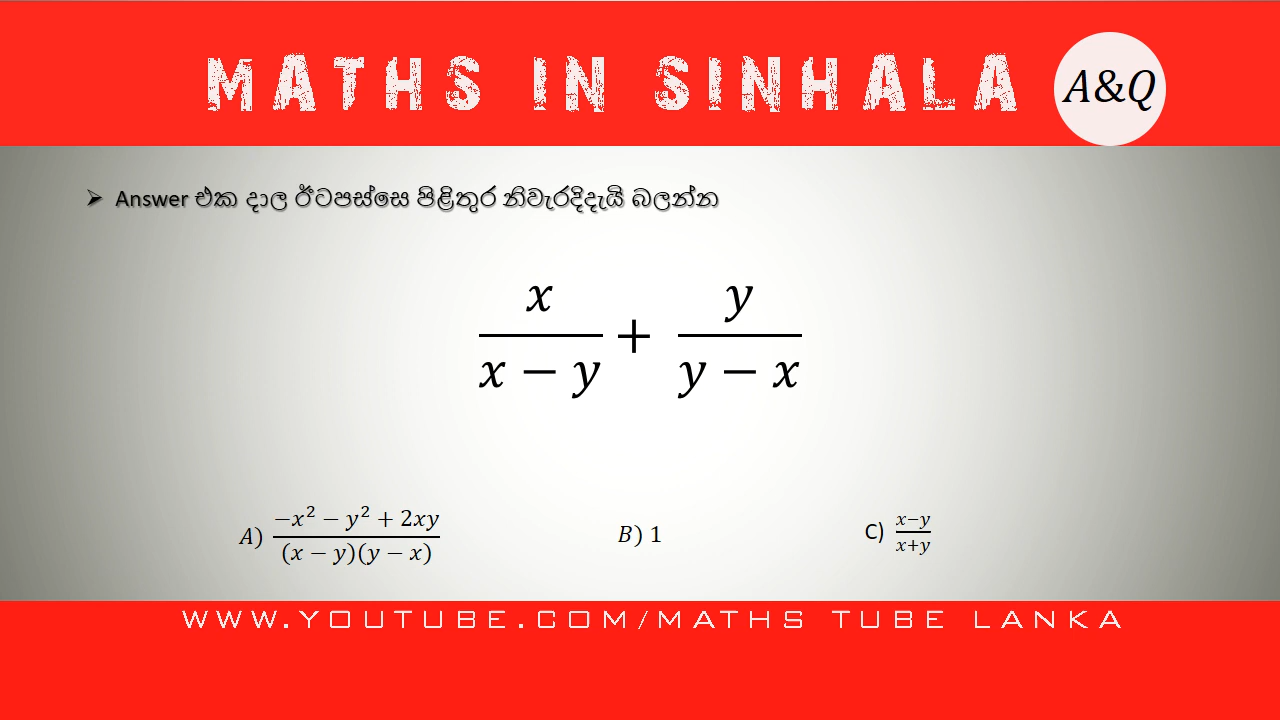 MATHS IN SINHALA
A&Q
➢ Answer එක දාල ඊටපස්සෙ පිළිතුර නිවැරදිදැයි බලන්න
x/(x − y) + y/(y − x)
A) (−x² − y² + 2xy)/((x − y)(y − x))
B) 1
C) (x−y)/(x+y)
WWW.YOUTUBE.COM/MATHS TUBE LANKA